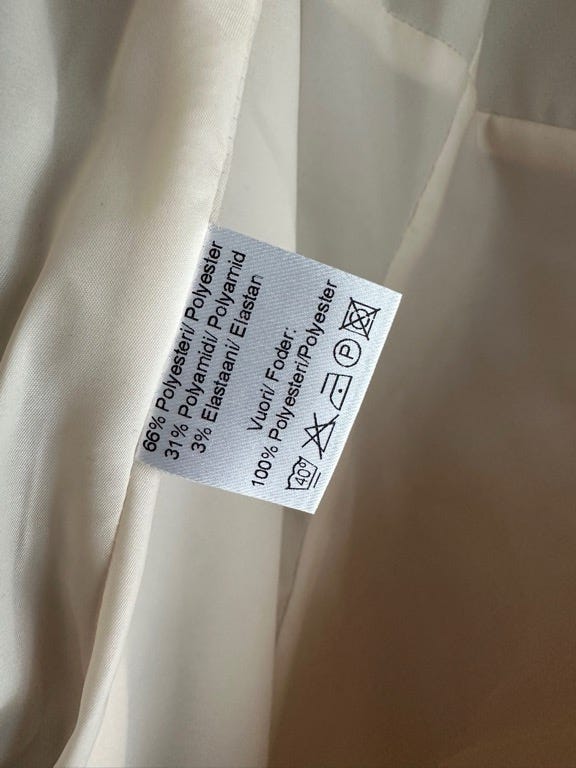 66% Polyesteri/ Polyester
31% Polyamidi/ Polyamid
3% Elastaani/ Elastan
Vuori/ Foder:
100% Polyesteri/Polyester
40° P